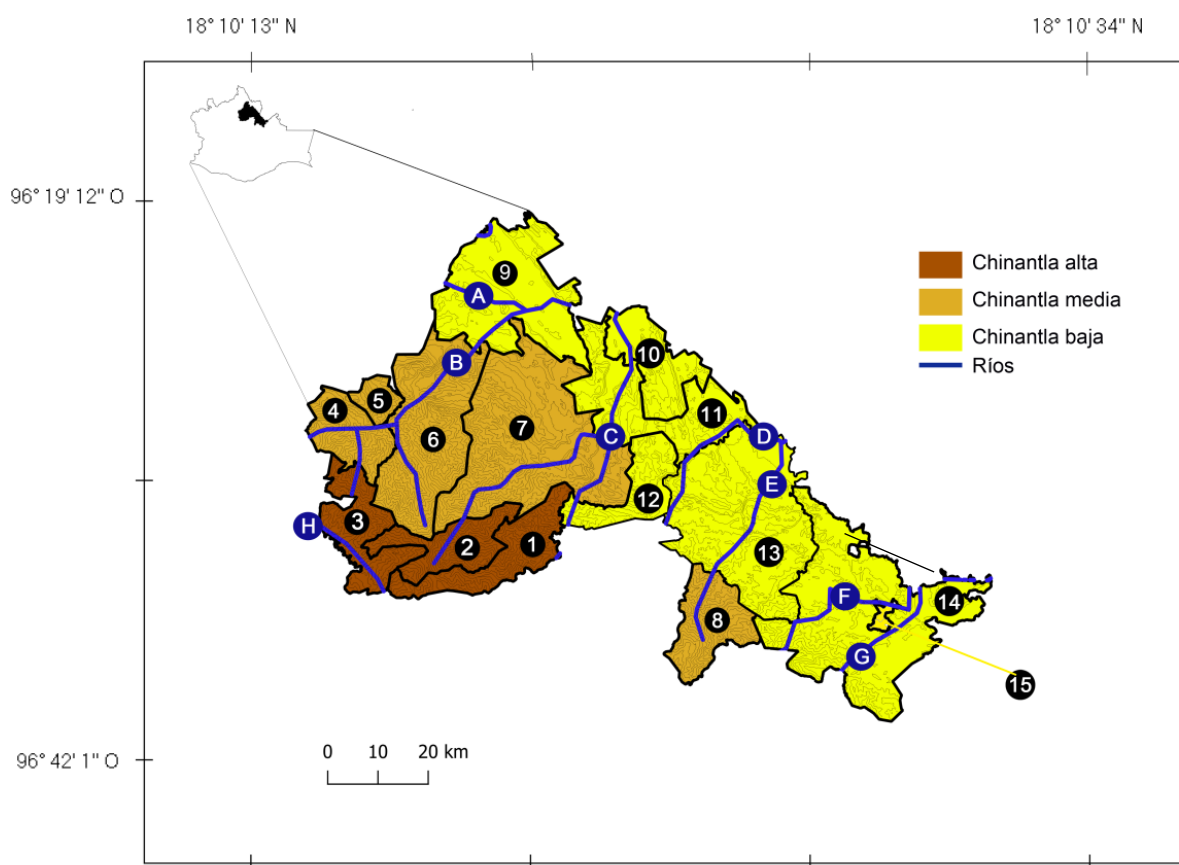 18° 10' 13'' N
18° 10' 34'' N
96° 19' 12'' O
Chinantla alta
Chinantla media
Chinantla baja
Ríos
9
A
B
10
4
5
11
7
6
C
D
E
12
H
3
2
1
13
F
14
8
G
15
0 10 20 km
96° 42' 1'' O